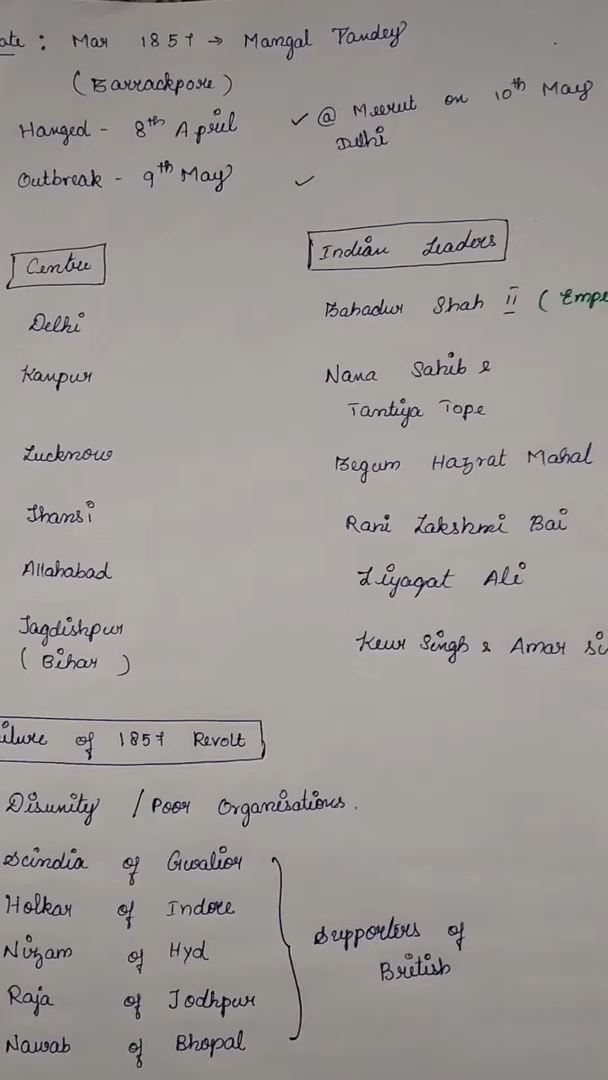 ate : Mar 1857 → Mangal Pandey
(Barrackpore)
Hanged - 8th April ✓ @ Meerut on 10th May
Delhi
Outbreak - 9th May ✓
Centre Indian Leaders
Delhi Bahadur Shah II (Empe
Kanpur Nana Sahib &
Tantiya Tope
Lucknow Begum Hazrat Mahal
Jhansi Rani Lakshmi Bai
Allahabad Liyaqat Ali
Jagdishpur Keur Singh & Amar Si
(Bihar)
ilure of 1857 Revolt
Disunity / Poor Organisations.
Scindia of Gwalior
Holkar of Indore
Nizam of Hyd
Supporters of
British
Raja of Jodhpur
Nawab of Bhopal